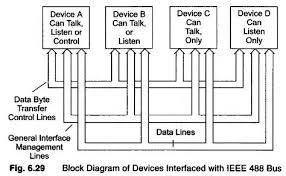 Device A
Can Talk,
Listen or
Control
Device B
Can Talk
or
Listen
Device C
Can
Talk,
Only
Device D
Can
Listen
Only
Data Byte
Transfer
Control Lines
General Interface
Management
Lines
Data Lines
Fig. 6.29 Block Diagram of Devices Interfaced with IEEE 488 Bus